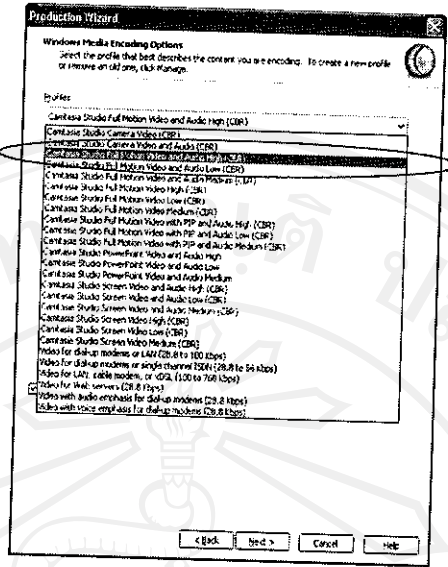 Production Wizard
Windows Media Encoding Options
Select the profile that best describes the content you are encoding. To create a new profile
or remove an old one, click Manage.
Profiles
Camtasia Studio Full Motion Video and Audio High (CBR)
Camtasia Studio Camera Video (CBR)
Camtasia Studio Camera Video and Audio (CBR)
Camtasia Studio Full Motion Video and Audio High (CBR)
Camtasia Studio Full Motion Video and Audio Low (CBR)
Camtasia Studio Full Motion Video and Audio Medium (CBR)
Camtasia Studio Full Motion Video High (CBR)
Camtasia Studio Full Motion Video Low (CBR)
Camtasia Studio Full Motion Video Medium (CBR)
Camtasia Studio Full Motion Video with PIP and Audio High (CBR)
Camtasia Studio Full Motion Video with PIP and Audio Low (CBR)
Camtasia Studio Full Motion Video with PIP and Audio Medium (CBR)
Camtasia Studio PowerPoint Video and Audio High
Camtasia Studio PowerPoint Video and Audio Low
Camtasia Studio PowerPoint Video and Audio Medium
Camtasia Studio Screen Video and Audio High (CBR)
Camtasia Studio Screen Video and Audio Low (CBR)
Camtasia Studio Screen Video and Audio Medium (CBR)
Camtasia Studio Screen Video High (CBR)
Camtasia Studio Screen Video Low (CBR)
Camtasia Studio Screen Video Medium (CBR)
Video for dial-up modems or LAN (28.8 to 100 Kbps)
Video for dial-up modems or single channel ISDN (28.8 to 56 Kbps)
Video for LAN, cable modem, or xDSL (100 to 768 Kbps)
Video for Web servers (28.8 Kbps)
Video with audio emphasis for dial-up modems (28.8 Kbps)
Video with voice emphasis for dial-up modems (28.8 Kbps)
< Back
Next >
Cancel
Help